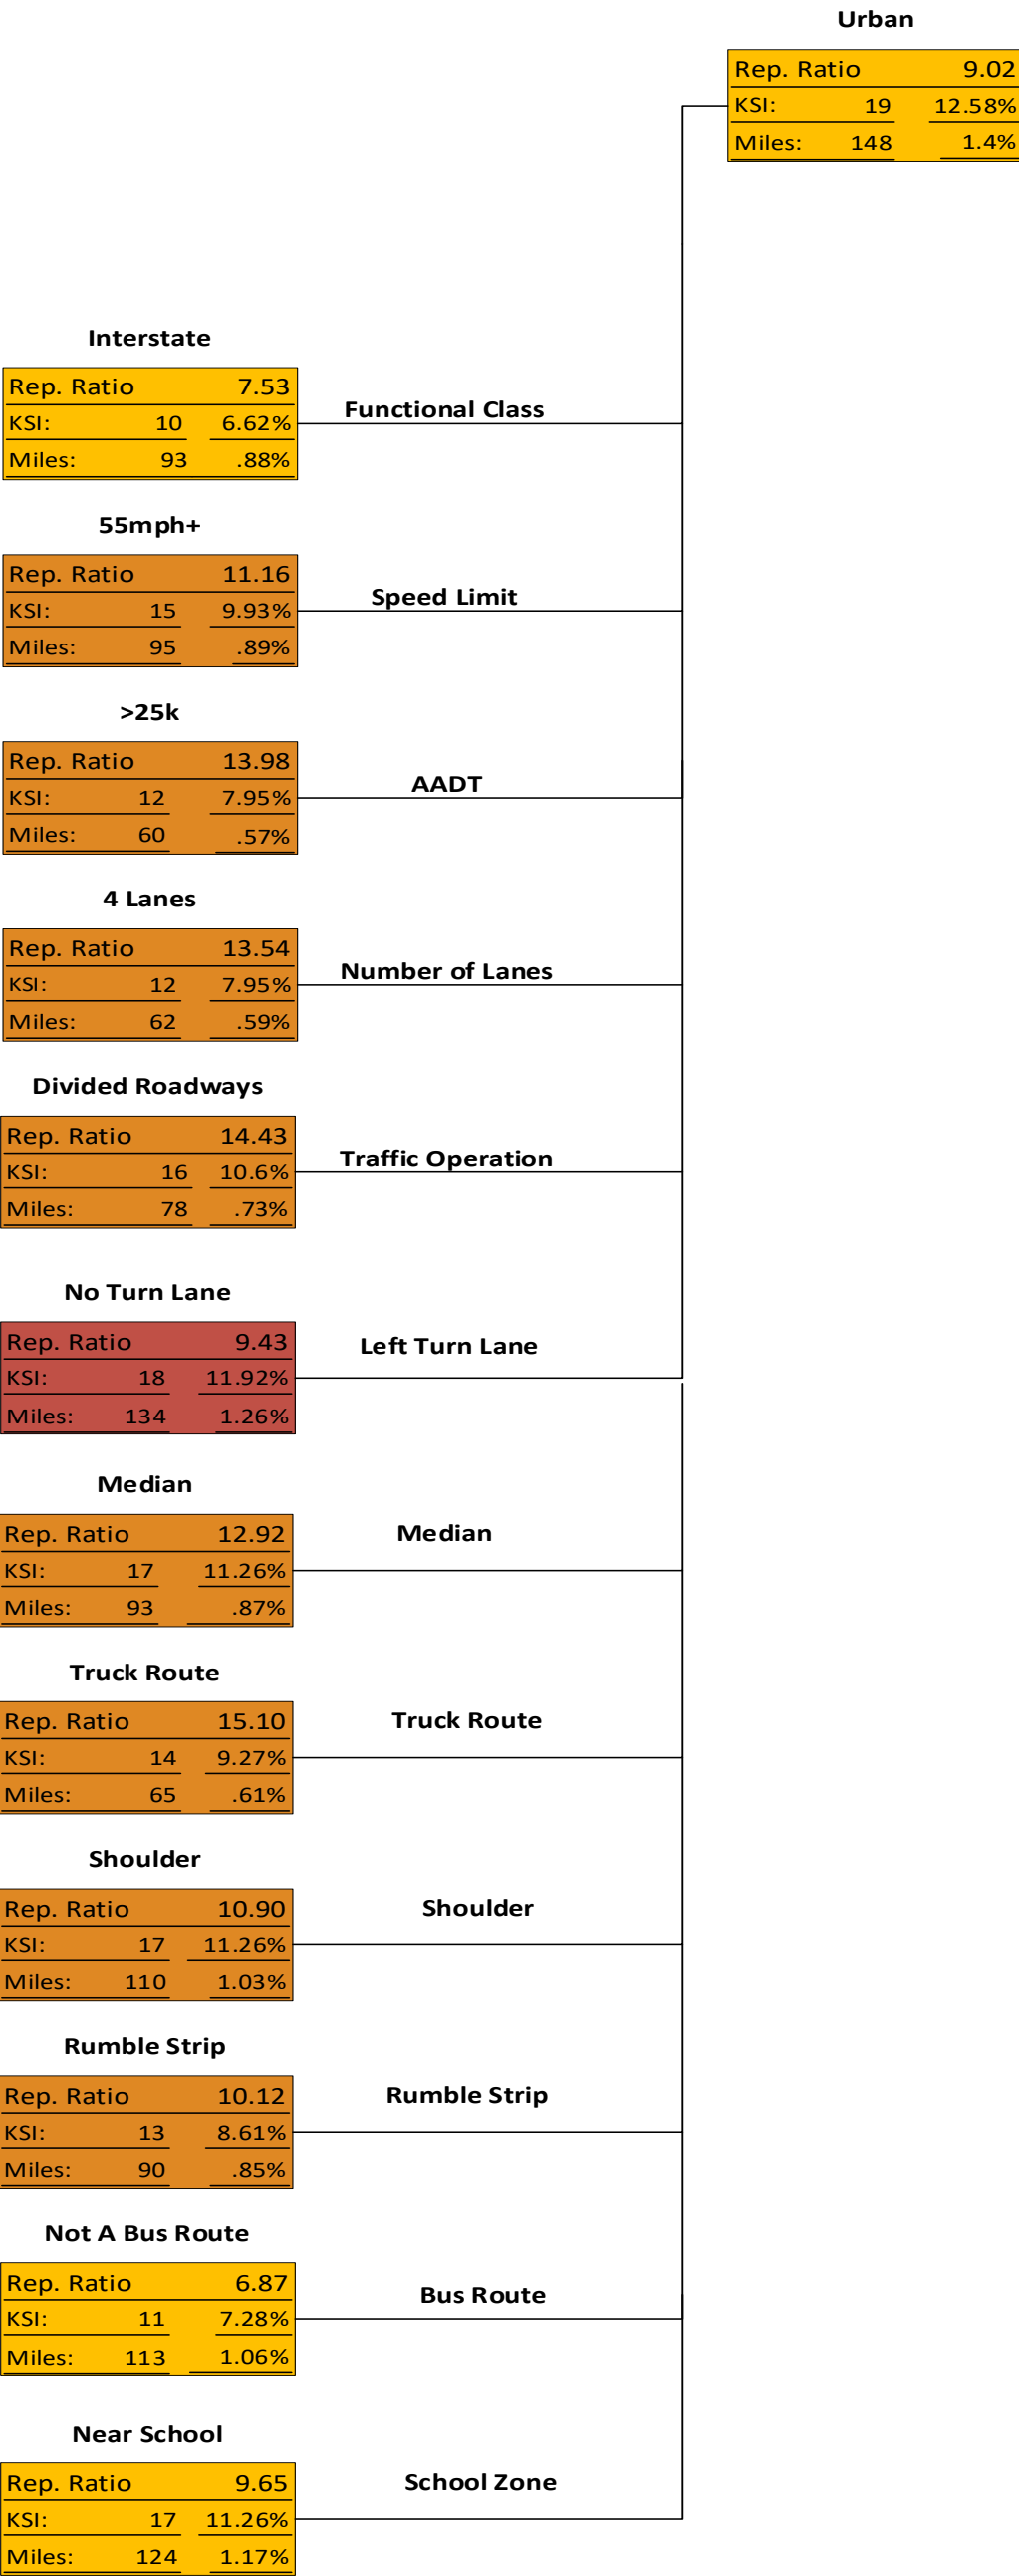 Urban
Rep. Ratio 9.02
KSI: 19 12.58%
Miles: 148 1.4%
Interstate
Rep. Ratio 7.53
KSI: 10 6.62%
Miles: 93 .88%
Functional Class
55mph+
Rep. Ratio 11.16
KSI: 15 9.93%
Miles: 95 .89%
Speed Limit
>25k
Rep. Ratio 13.98
KSI: 12 7.95%
Miles: 60 .57%
AADT
4 Lanes
Rep. Ratio 13.54
KSI: 12 7.95%
Miles: 62 .59%
Number of Lanes
Divided Roadways
Rep. Ratio 14.43
KSI: 16 10.6%
Miles: 78 .73%
Traffic Operation
No Turn Lane
Rep. Ratio 9.43
KSI: 18 11.92%
Miles: 134 1.26%
Left Turn Lane
Median
Rep. Ratio 12.92
KSI: 17 11.26%
Miles: 93 .87%
Median
Truck Route
Rep. Ratio 15.10
KSI: 14 9.27%
Miles: 65 .61%
Truck Route
Shoulder
Rep. Ratio 10.90
KSI: 17 11.26%
Miles: 110 1.03%
Shoulder
Rumble Strip
Rep. Ratio 10.12
KSI: 13 8.61%
Miles: 90 .85%
Rumble Strip
Not A Bus Route
Rep. Ratio 6.87
KSI: 11 7.28%
Miles: 113 1.06%
Bus Route
Near School
Rep. Ratio 9.65
KSI: 17 11.26%
Miles: 124 1.17%
School Zone